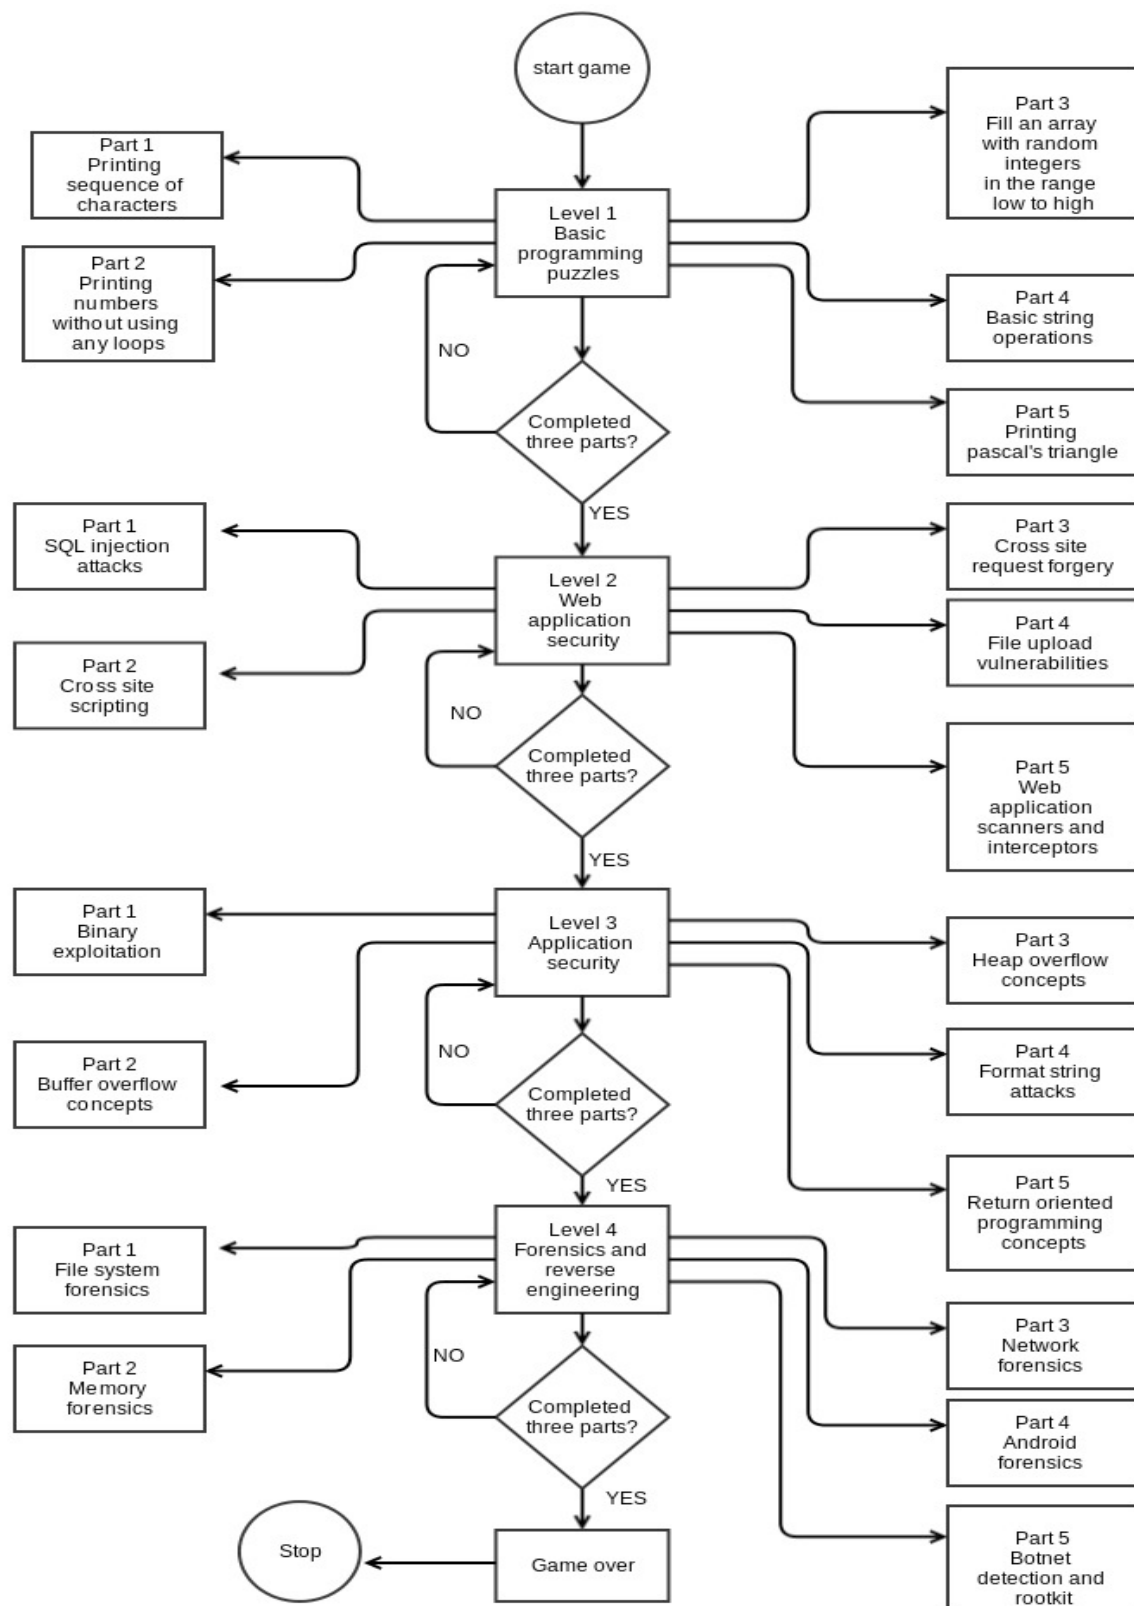 start game
Part 1
Printing
sequence of
characters
Part 2
Printing
numbers
without using
any loops
Level 1
Basic
programming
puzzles
Part 3
Fill an array
with random
integers
in the range
low to high
Part 4
Basic string
operations
Part 5
Printing
pascal's triangle
NO
Completed
three parts?
YES
Part 1
SQL injection
attacks
Part 2
Cross site
scripting
Level 2
Web
application
security
Part 3
Cross site
request forgery
Part 4
File upload
vulnerabilities
Part 5
Web
application
scanners and
interceptors
NO
Completed
three parts?
YES
Part 1
Binary
exploitation
Part 2
Buffer overflow
concepts
Level 3
Application
security
Part 3
Heap overflow
concepts
Part 4
Format string
attacks
Part 5
Return oriented
programming
concepts
NO
Completed
three parts?
YES
Part 1
File system
forensics
Part 2
Memory
forensics
Level 4
Forensics and
reverse
engineering
Part 3
Network
forensics
Part 4
Android
forensics
Part 5
Botnet
detection and
rootkit
NO
Completed
three parts?
YES
Game over
Stop